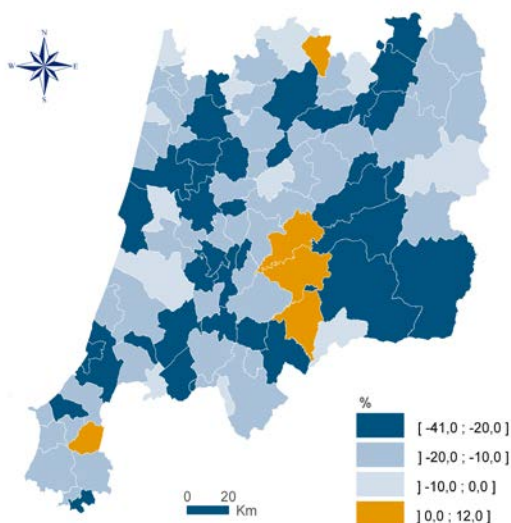 N
W
E
S
%
[ -41,0 ; -20,0 ]
] -20,0 ; -10,0 ]
] -10,0 ; 0,0 ]
] 0,0 ; 12,0 ]
0 20
Km